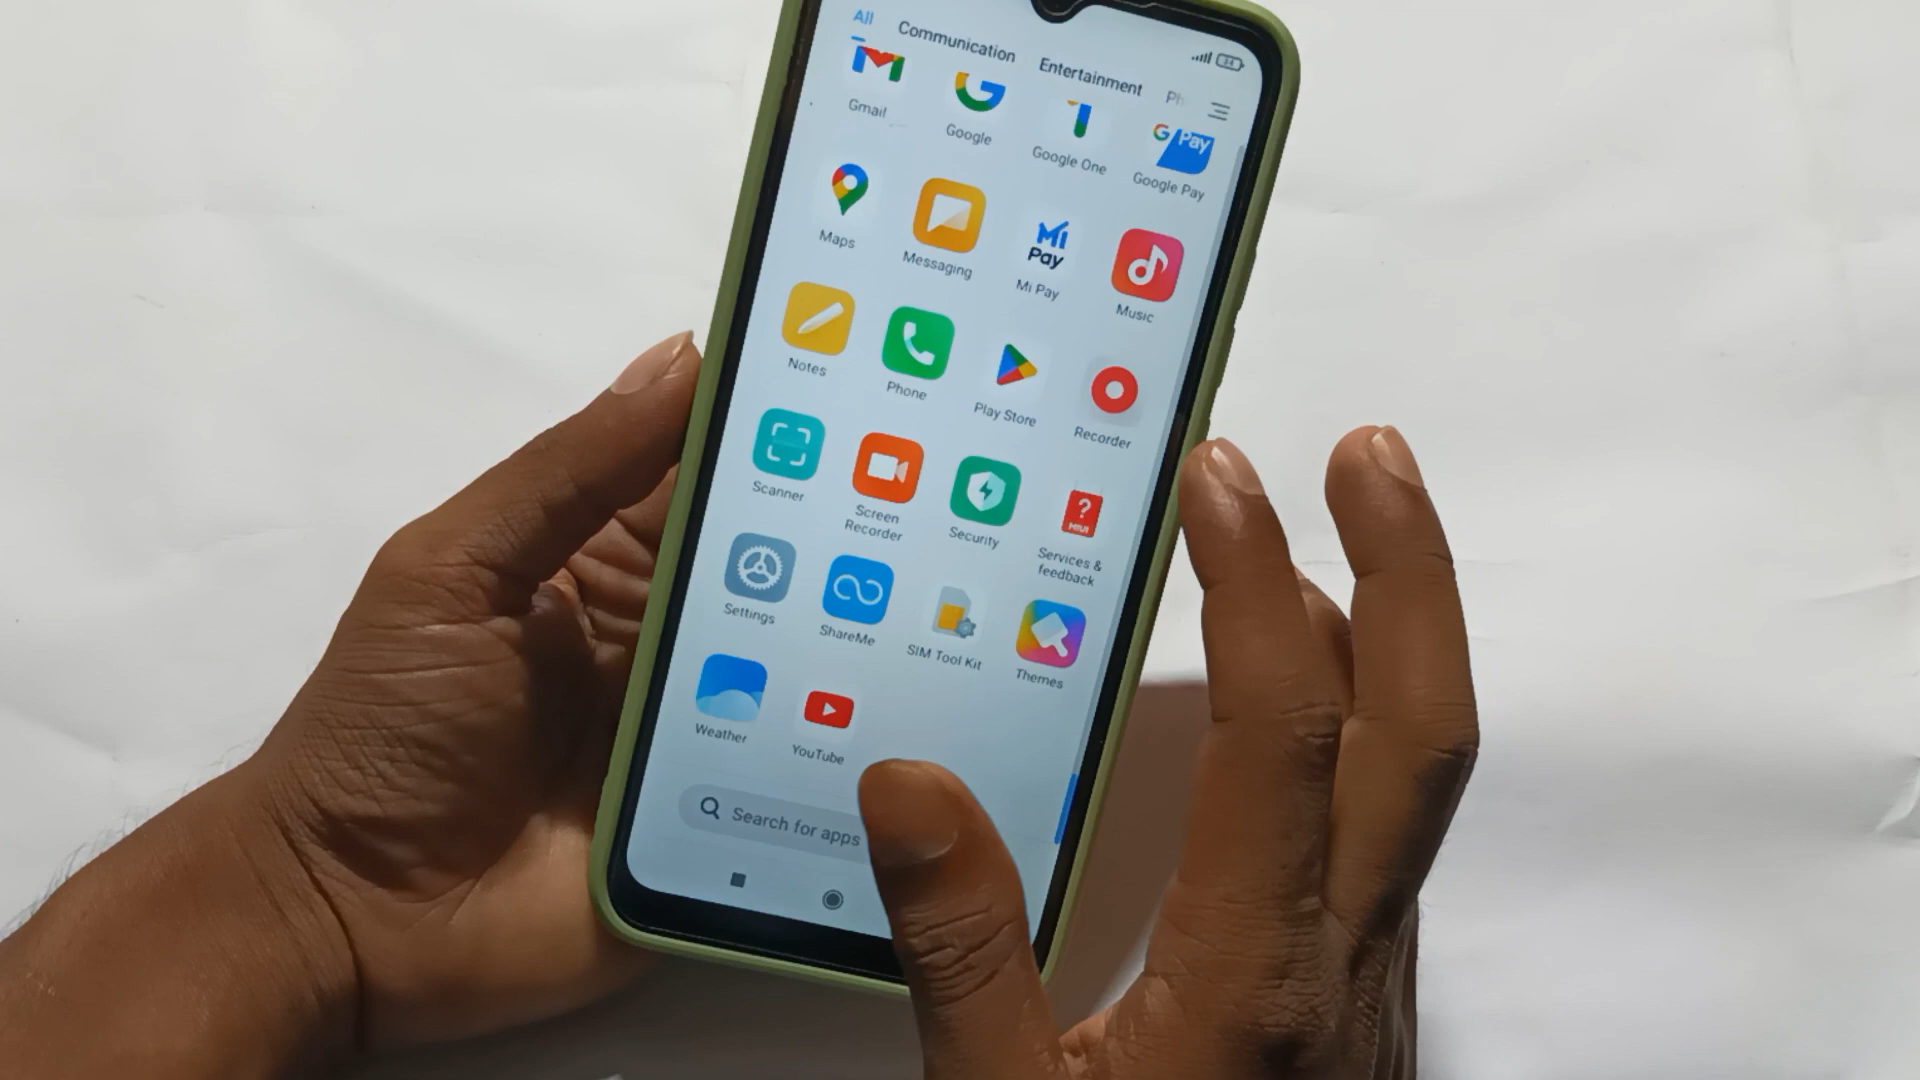 All Communication Entertainment Ph
34
Gmail Google Google One Google Pay
G Pay
Maps Messaging Mi Pay Music
Mi
Pay
Notes Phone Play Store Recorder
Scanner Screen Recorder Security Services & feedback
?
MIUI
Settings ShareMe SIM Tool Kit Themes
Weather YouTube
Search for apps